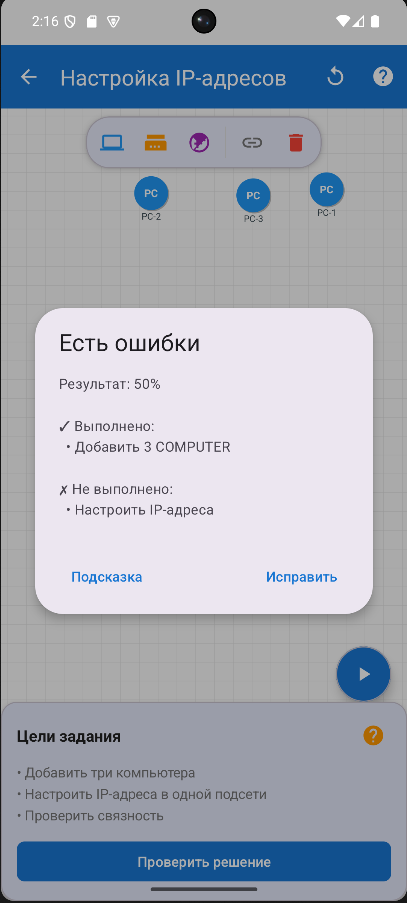 2:16
Настройка IP-адресов
PC
PC
PC
PC-2
PC-3
PC-1
Есть ошибки
Результат: 50%
✓ Выполнено:
• Добавить 3 COMPUTER
✗ Не выполнено:
• Настроить IP-адреса
Подсказка
Исправить
Цели задания
?
• Добавить три компьютера
• Настроить IP-адреса в одной подсети
• Проверить связность
Проверить решение